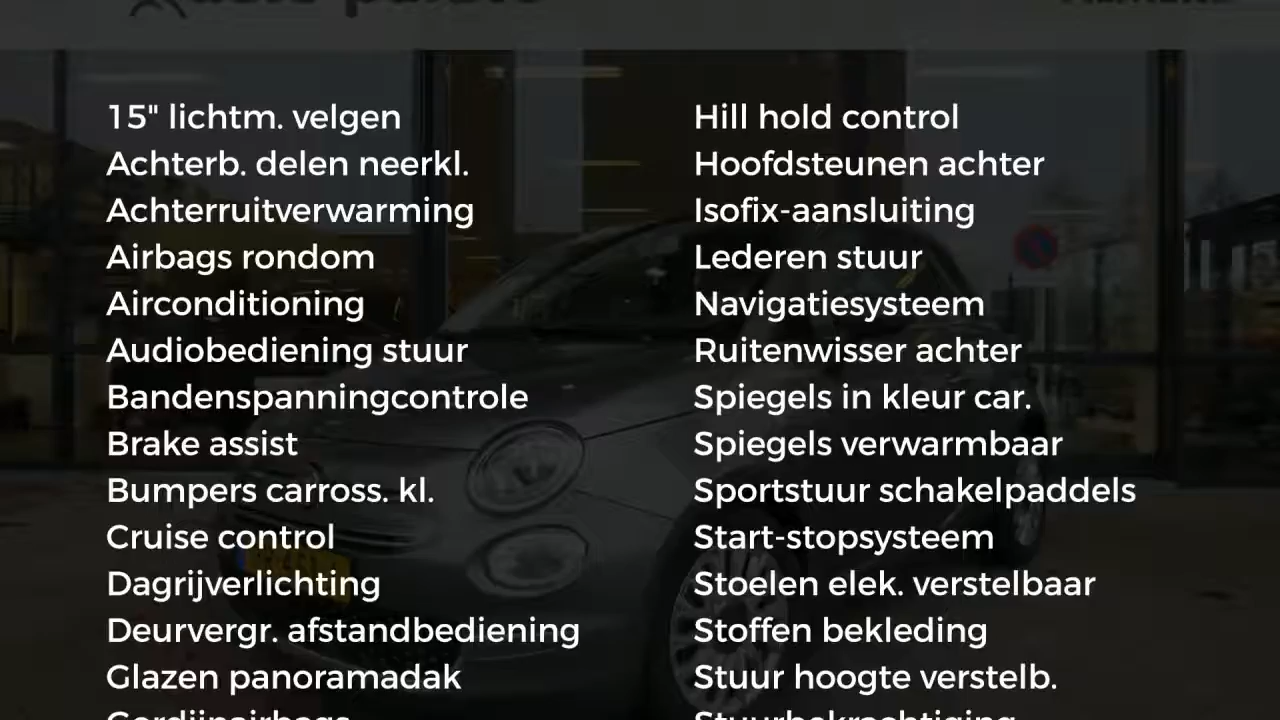 15" lichtm. velgen
Achterb. delen neerkl.
Achterruitverwarming
Airbags rondom
Airconditioning
Audiobediening stuur
Bandenspanningcontrole
Brake assist
Bumpers carross. kl.
Cruise control
Dagrijverlichting
Deurvergr. afstandbediening
Glazen panoramadak
Gordijnairbags
Hill hold control
Hoofdsteunen achter
Isofix-aansluiting
Lederen stuur
Navigatiesysteem
Ruitenwisser achter
Spiegels in kleur car.
Spiegels verwarmbaar
Sportstuur schakelpaddels
Start-stopsysteem
Stoelen elek. verstelbaar
Stoffen bekleding
Stuur hoogte verstelb.
Stuurbekrachtiging